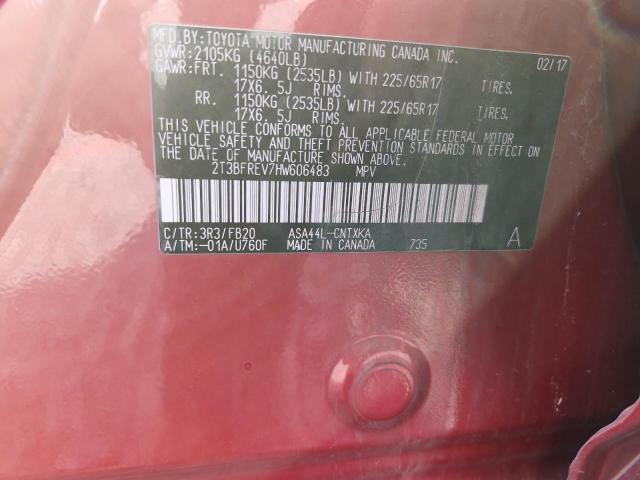 MFD.BY:TOYOTA MOTOR MANUFACTURING CANADA INC.
GVWR:2105KG (4640LB) 02/17
GAWR:FRT. 1150KG (2535LB) WITH 225/65R17 TIRES.
17X6.5J RIMS.
RR. 1150KG (2535LB) WITH 225/65R17 TIRES.
17X6.5J RIMS.
THIS VEHICLE CONFORMS TO ALL APPLICABLE FEDERAL MOTOR
VEHICLE SAFETY AND THEFT PREVENTION STANDARDS IN EFFECT ON
THE DATE OF MANUFACTURE SHOWN ABOVE.
2T3BFREV7HW606483 MPV
C/TR:3R3/FB20 ASA44L-CNTXKA A
A/TM:-01A/U760F MADE IN CANADA 735